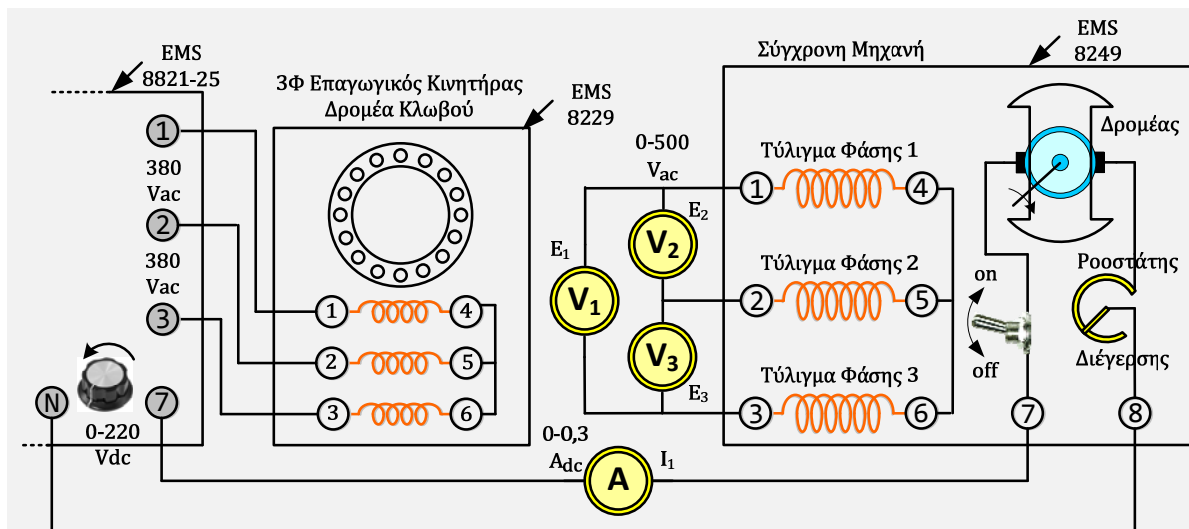 EMS
8821-25
1
380
Vac
2
380
Vac
3
N
7
0-220
Vdc
3Φ Επαγωγικός Κινητήρας
Δρομέα Κλωβού
EMS
8229
1
4
2
5
3
6
0-500
Vac
E1
E2
V2
V1
V3
E3
0-0,3
Adc
I1
A
Σύγχρονη Μηχανή
EMS
8249
Τύλιγμα Φάσης 1
1
4
Τύλιγμα Φάσης 2
2
5
Τύλιγμα Φάσης 3
3
6
Δρομέας
on
off
Ροοστάτης
Διέγερσης
7
8